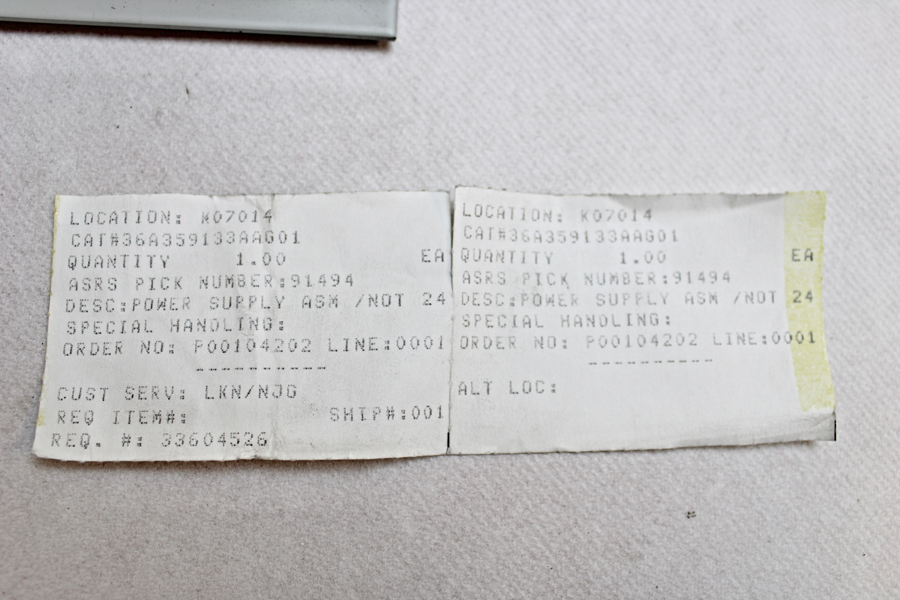 LOCATION: K07014
CAT#36A359133AAG01
QUANTITY 1.00 EA
ASRS PICK NUMBER:91494
DESC:POWER SUPPLY ASM /NOT 24
SPECIAL HANDLING:
ORDER NO: P00104202 LINE:0001
----------
CUST SERV: LKN/NJG
REQ ITEM#: SHIP#:001
REQ. #: 33604526
LOCATION: K07014
CAT#36A359133AAG01
QUANTITY 1.00 EA
ASRS PICK NUMBER:91494
DESC:POWER SUPPLY ASM /NOT 24
SPECIAL HANDLING:
ORDER NO: P00104202 LINE:0001
----------
ALT LOC: